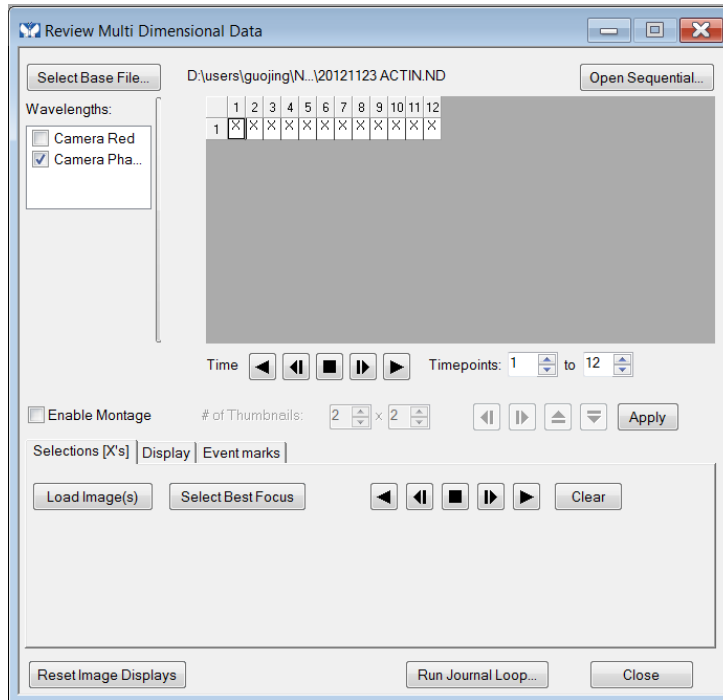 Review Multi Dimensional Data
Select Base File...
D:\users\guojing\N...\20121123 ACTIN.ND
Open Sequential...
Wavelengths:
Camera Red
Camera Pha...
1 2 3 4 5 6 7 8 9 10 11 12
1 X X X X X X X X X X X X
Time
Timepoints: 1 to 12
Enable Montage
# of Thumbnails: 2 x 2
Apply
Selections [X's] Display Event marks
Load Image(s) Select Best Focus Clear
Reset Image Displays Run Journal Loop... Close